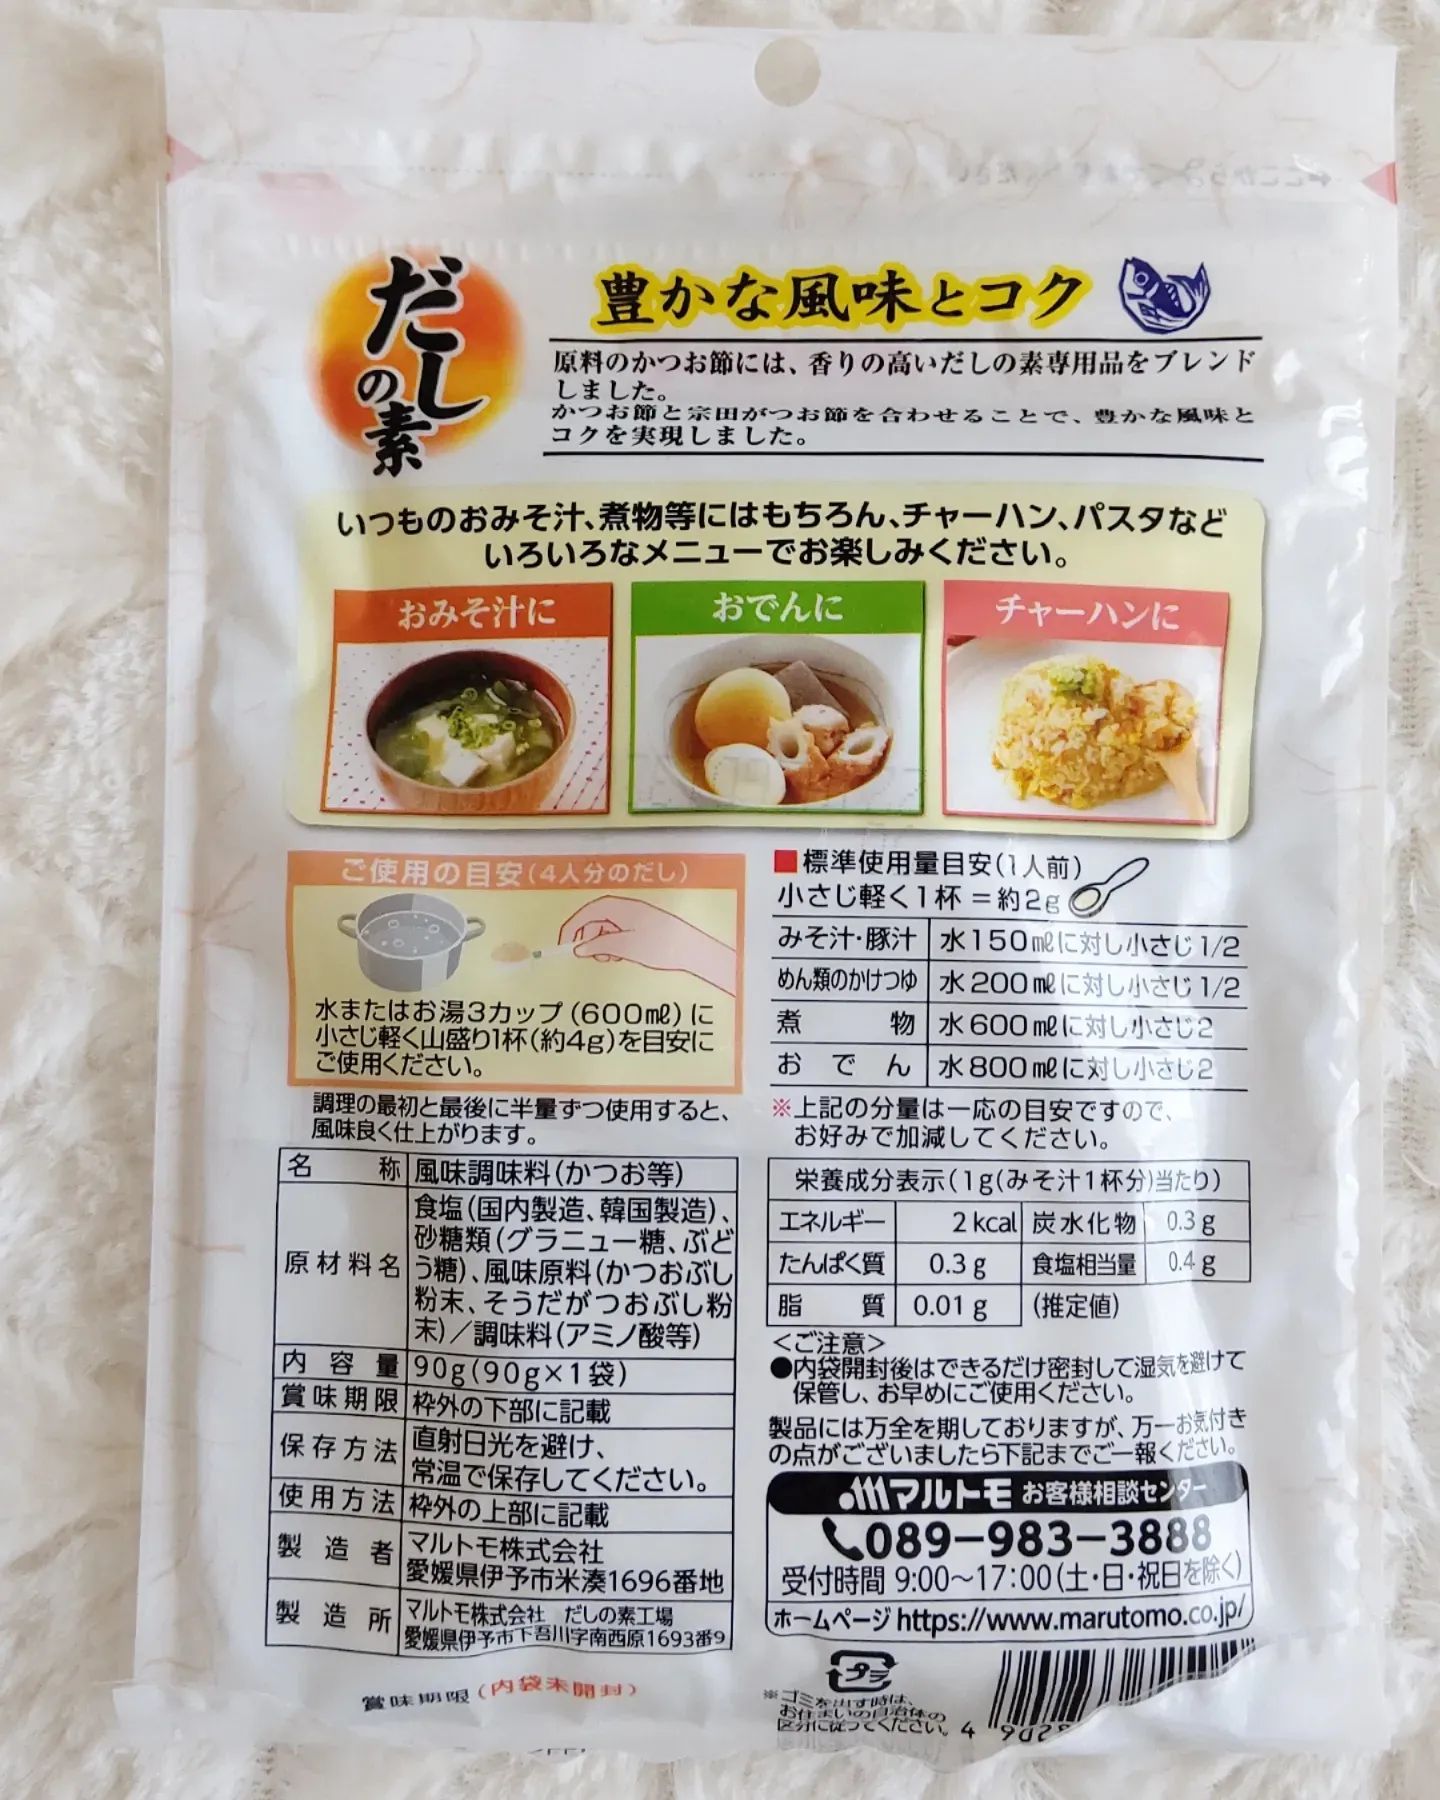 だしの素
豊かな風味とコク
原料のかつお節には、香りの高いだしの素専用品をブレンド
しました。
かつお節と宗田がつお節を合わせることで、豊かな風味と
コクを実現しました。
いつものおみそ汁、煮物等にはもちろん、チャーハン、パスタなど
いろいろなメニューでお楽しみください。
おみそ汁に
おでんに
チャーハンに
ご使用の目安(4人分のだし)
水またはお湯3カップ(600㎖)に
小さじ軽く山盛り1杯(約4g)を目安に
ご使用ください。
調理の最初と最後に半量ずつ使用すると、
風味良く仕上がります。
■標準使用量目安(1人前)
小さじ軽く1杯=約2g
みそ汁・豚汁 水150㎖に対し小さじ1/2
めん類のかけつゆ 水200㎖に対し小さじ1/2
煮物 水600㎖に対し小さじ2
おでん 水800㎖に対し小さじ2
※上記の分量は一応の目安ですので、
お好みで加減してください。
名称 風味調味料(かつお等)
原材料名 食塩(国内製造、韓国製造)、
砂糖類(グラニュー糖、ぶど
う糖)、風味原料(かつおぶし
粉末、そうだがつおぶし粉
末)/調味料(アミノ酸等)
内容量 90g(90g×1袋)
賞味期限 枠外の下部に記載
保存方法 直射日光を避け、
常温で保存してください。
使用方法 枠外の上部に記載
製造者 マルトモ株式会社
愛媛県伊予市米湊1696番地
製造所 マルトモ株式会社 だしの素工場
愛媛県伊予市下吾川字南西原1693番9
賞味期限(内袋未開封)
栄養成分表示(1g(みそ汁1杯分)当たり)
エネルギー 2 kcal 炭水化物 0.3 g
たんぱく質 0.3 g 食塩相当量 0.4 g
脂質 0.01 g (推定値)
<ご注意>
●内袋開封後はできるだけ密封して湿気を避けて
保管し、お早めにご使用ください。
製品には万全を期しておりますが、万一お気付き
の点がございましたら下記までご一報ください。
マルトモ お客様相談センター
089-983-3888
受付時間 9:00~17:00(土・日・祝日を除く)
ホームページ https://www.marutomo.co.jp/
プラ
※ゴミを出す時は、
お住まいの自治体の
区分に従ってください。
4 9028